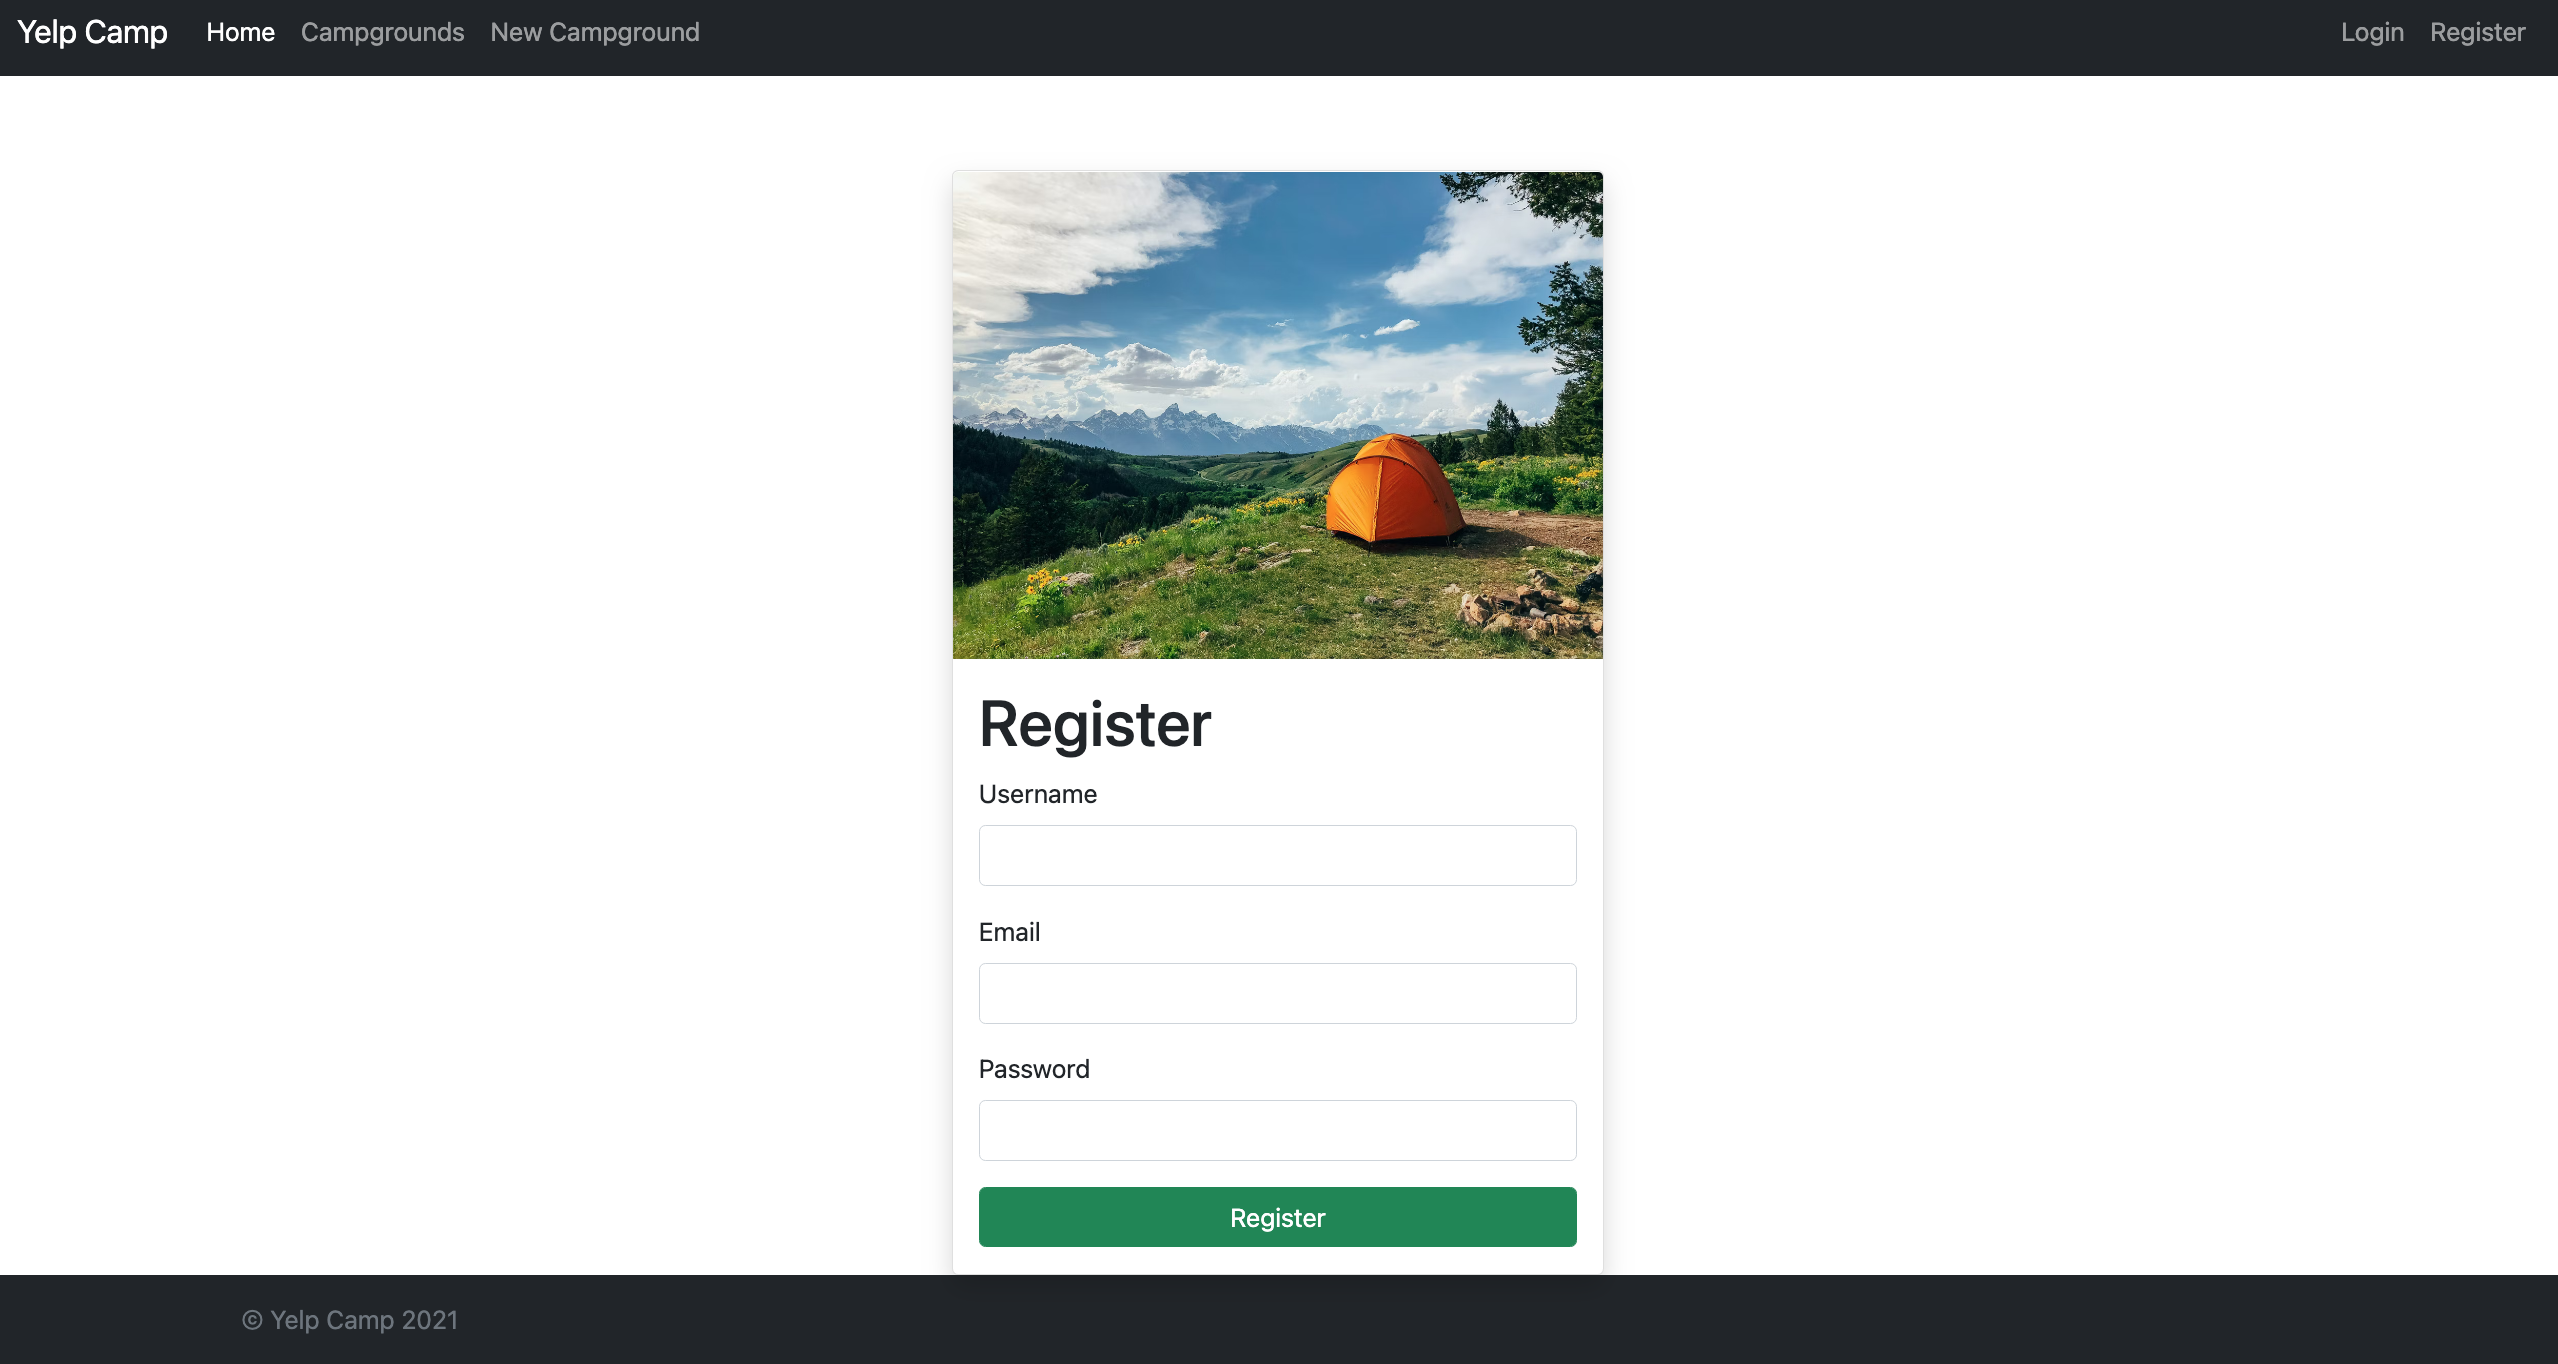 Yelp Camp Home Campgrounds New Campground Login Register
Register
Username
Email
Password
Register
© Yelp Camp 2021